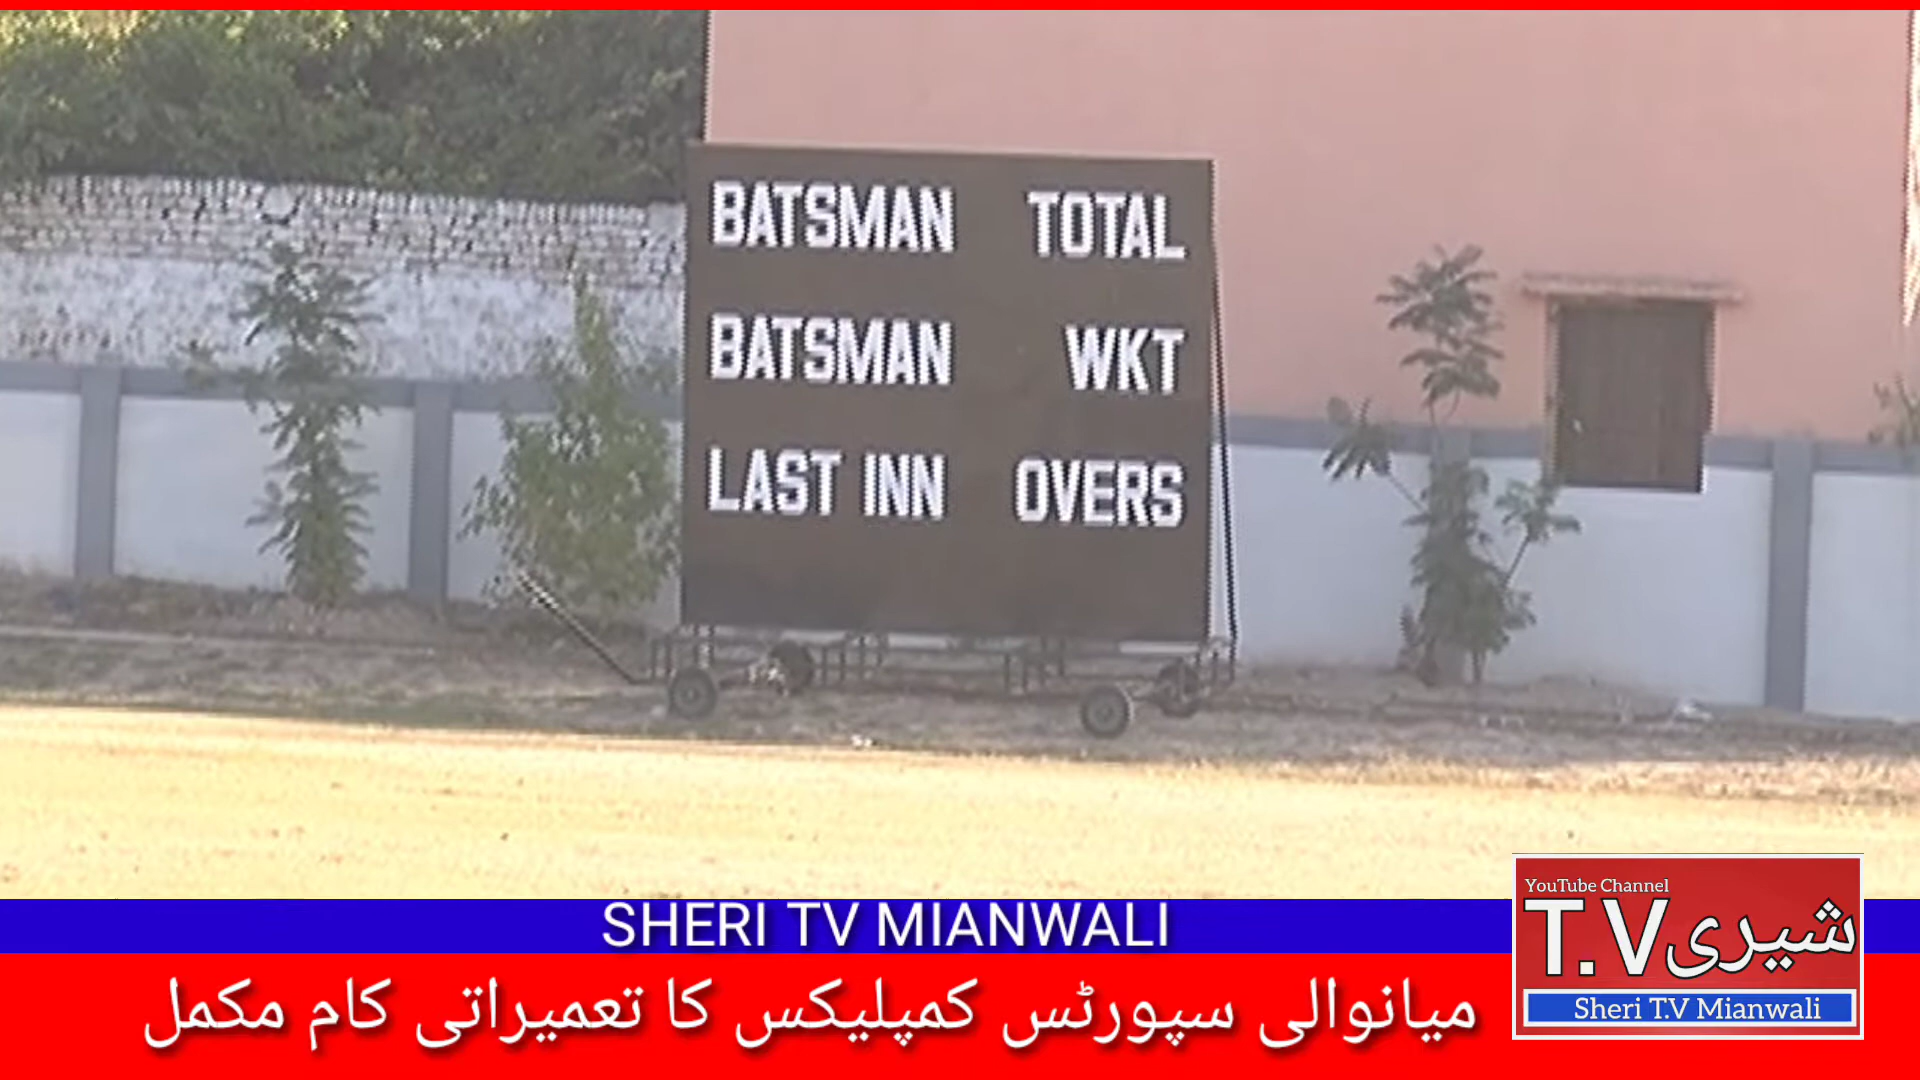 BATSMAN TOTAL
BATSMAN WKT
LAST INN OVERS
SHERI TV MIANWALI
میانوالی سپورٹس کمپلیکس کا تعمیراتی کام مکمل
YouTube Channel
T.V شیری
Sheri T.V Mianwali